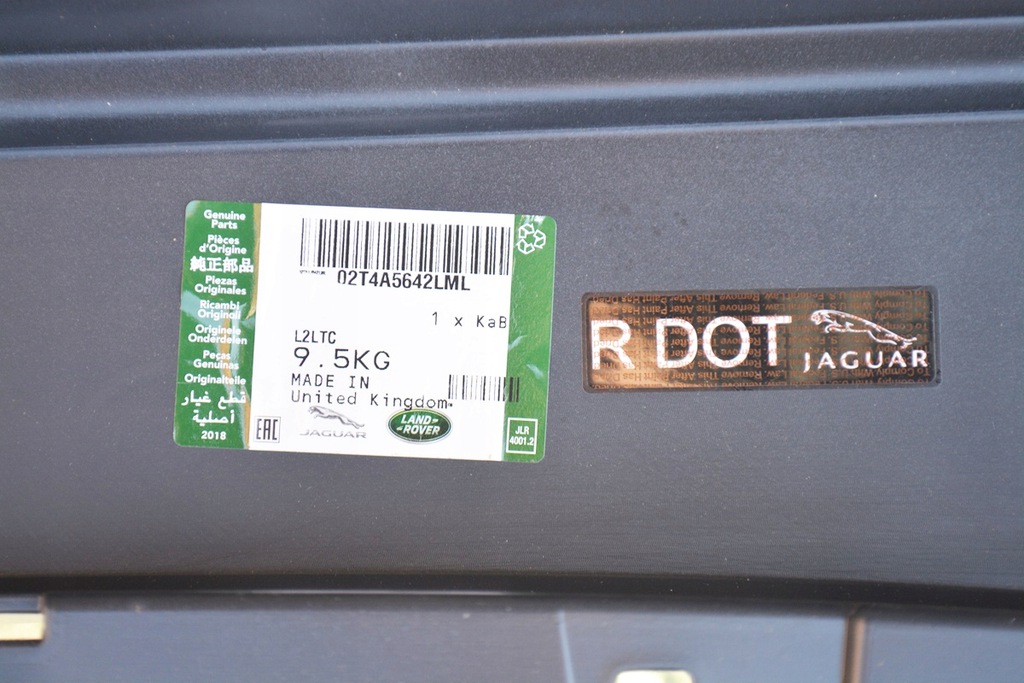 Genuine
Parts
Pièces
d'Origine
純正部品
Piezas
Originales
Ricambi
Originali
Originele
Onderdelen
Peças
Genuínas
Originalteile
قطع غيار
أصلية
2018
02T4A5642LML
1 x KaB
L2LTC
9.5KG
MADE IN
United Kingdom.
EAC
JAGUAR
LAND
ROVER
JLR
4001.2
R DOT
JAGUAR